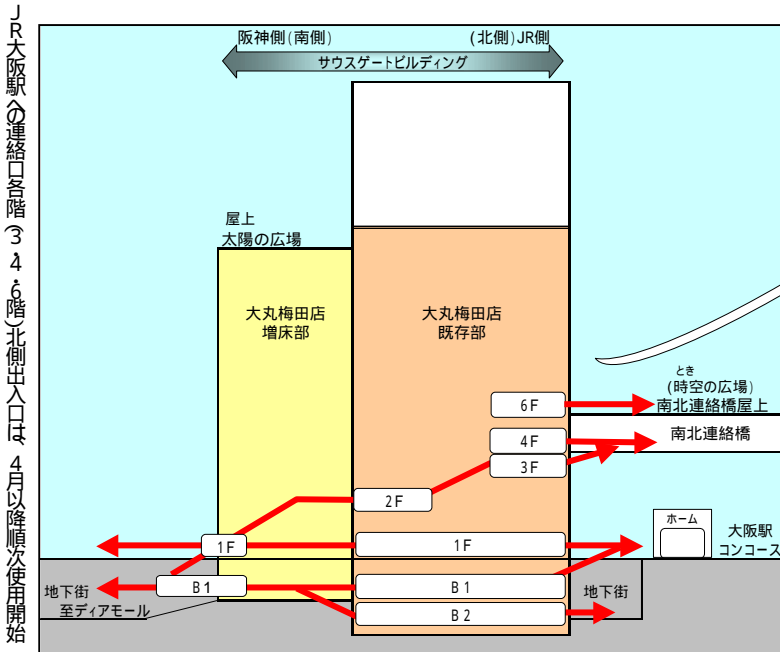 JR大阪駅への連絡口各階(3・4・6階)北側出入口は、4月以降順次使用開始
阪神側(南側)
(北側)JR側
サウスゲートビルディング
屋上
太陽の広場
大丸梅田店
増床部
大丸梅田店
既存部
とき
(時空の広場)
南北連絡橋屋上
6F
南北連絡橋
4F
3F
2F
ホーム
大阪駅
コンコース
1F
1F
地下街
至ディアモール
B1
B1
B2
地下街